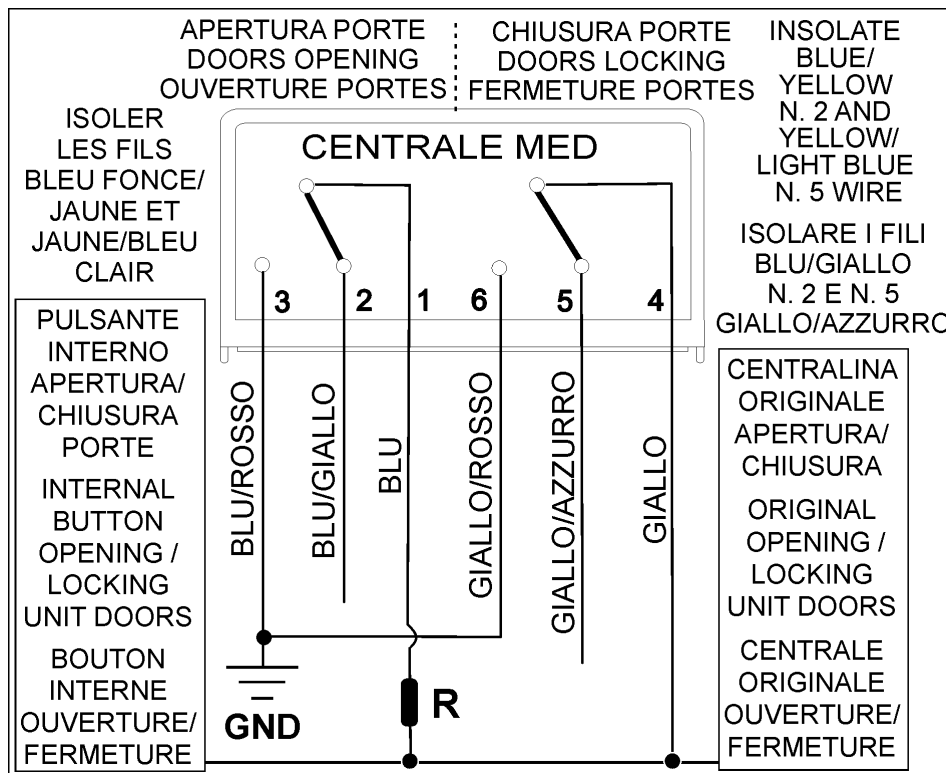 APERTURA PORTE
DOORS OPENING
OUVERTURE PORTES
CHIUSURA PORTE
DOORS LOCKING
FERMETURE PORTES
INSOLATE
BLUE/
YELLOW
N. 2 AND
YELLOW/
LIGHT BLUE
N. 5 WIRE
ISOLER
LES FILS
BLEU FONCE/
JAUNE ET
JAUNE/BLEU
CLAIR
CENTRALE MED
ISOLARE I FILI
BLU/GIALLO
N. 2 E N. 5
GIALLO/AZZURRO
3 2 1 6 5 4
PULSANTE
INTERNO
APERTURA/
CHIUSURA
PORTE
INTERNAL
BUTTON
OPENING /
LOCKING
UNIT DOORS
BOUTON
INTERNE
OUVERTURE/
FERMETURE
BLU/ROSSO
BLU/GIALLO
BLU
GIALLO/ROSSO
GIALLO/AZZURRO
GIALLO
GND
R
CENTRALINA
ORIGINALE
APERTURA/
CHIUSURA
ORIGINAL
OPENING /
LOCKING
UNIT DOORS
CENTRALE
ORIGINALE
OUVERTURE/
FERMETURE